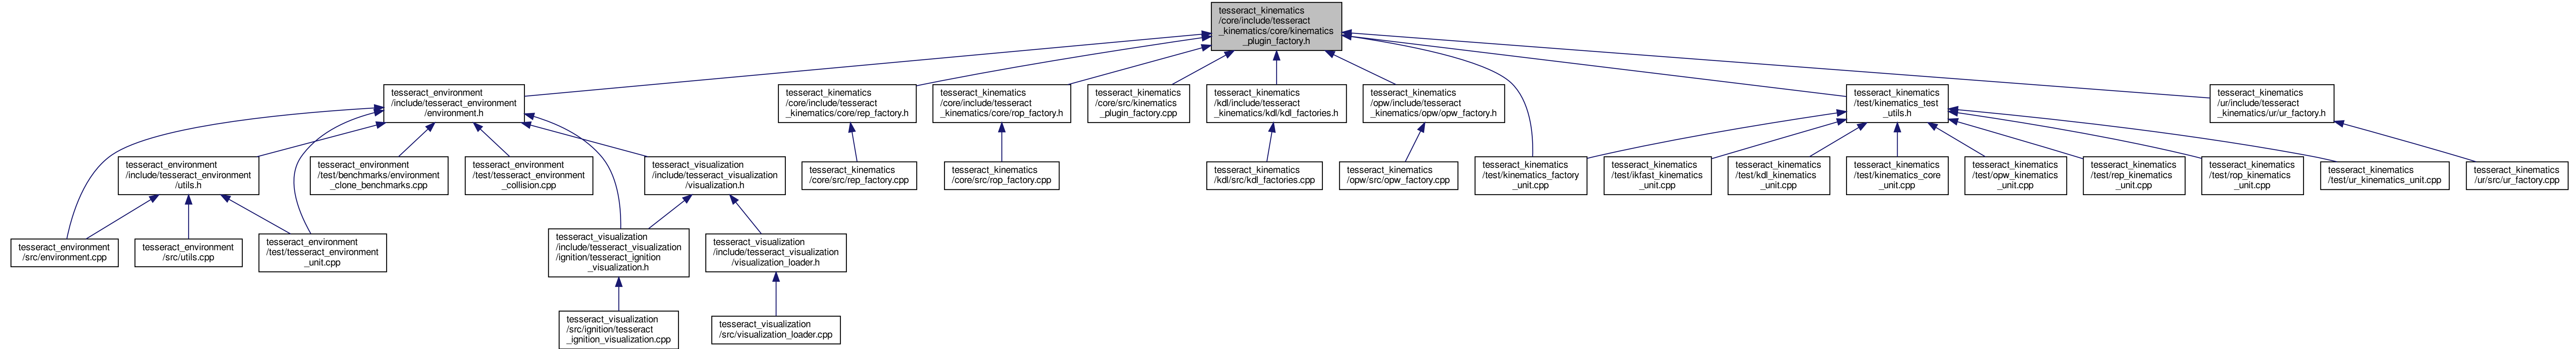 tesseract_kinematics
/core/include/tesseract
_kinematics/core/kinematics
_plugin_factory.h
tesseract_environment
/include/tesseract_environment
/environment.h
tesseract_kinematics
/core/include/tesseract
_kinematics/core/rep_factory.h
tesseract_kinematics
/core/include/tesseract
_kinematics/core/rop_factory.h
tesseract_kinematics
/core/src/kinematics
_plugin_factory.cpp
tesseract_kinematics
/kdl/include/tesseract
_kinematics/kdl/kdl_factories.h
tesseract_kinematics
/opw/include/tesseract
_kinematics/opw/opw_factory.h
tesseract_kinematics
/test/kinematics_test
_utils.h
tesseract_kinematics
/ur/include/tesseract
_kinematics/ur/ur_factory.h
tesseract_environment
/include/tesseract_environment
/utils.h
tesseract_environment
/test/benchmarks/environment
_clone_benchmarks.cpp
tesseract_environment
/test/tesseract_environment
_collision.cpp
tesseract_visualization
/include/tesseract_visualization
/visualization.h
tesseract_kinematics
/core/src/rep_factory.cpp
tesseract_kinematics
/core/src/rop_factory.cpp
tesseract_kinematics
/kdl/src/kdl_factories.cpp
tesseract_kinematics
/opw/src/opw_factory.cpp
tesseract_kinematics
/test/kinematics_factory
_unit.cpp
tesseract_kinematics
/test/ikfast_kinematics
_unit.cpp
tesseract_kinematics
/test/kdl_kinematics
_unit.cpp
tesseract_kinematics
/test/kinematics_core
_unit.cpp
tesseract_kinematics
/test/opw_kinematics
_unit.cpp
tesseract_kinematics
/test/rep_kinematics
_unit.cpp
tesseract_kinematics
/test/rop_kinematics
_unit.cpp
tesseract_kinematics
/test/ur_kinematics_unit.cpp
tesseract_kinematics
/ur/src/ur_factory.cpp
tesseract_environment
/src/environment.cpp
tesseract_environment
/src/utils.cpp
tesseract_environment
/test/tesseract_environment
_unit.cpp
tesseract_visualization
/include/tesseract_visualization
/ignition/tesseract_ignition
_visualization.h
tesseract_visualization
/include/tesseract_visualization
/visualization_loader.h
tesseract_visualization
/src/ignition/tesseract
_ignition_visualization.cpp
tesseract_visualization
/src/visualization_loader.cpp